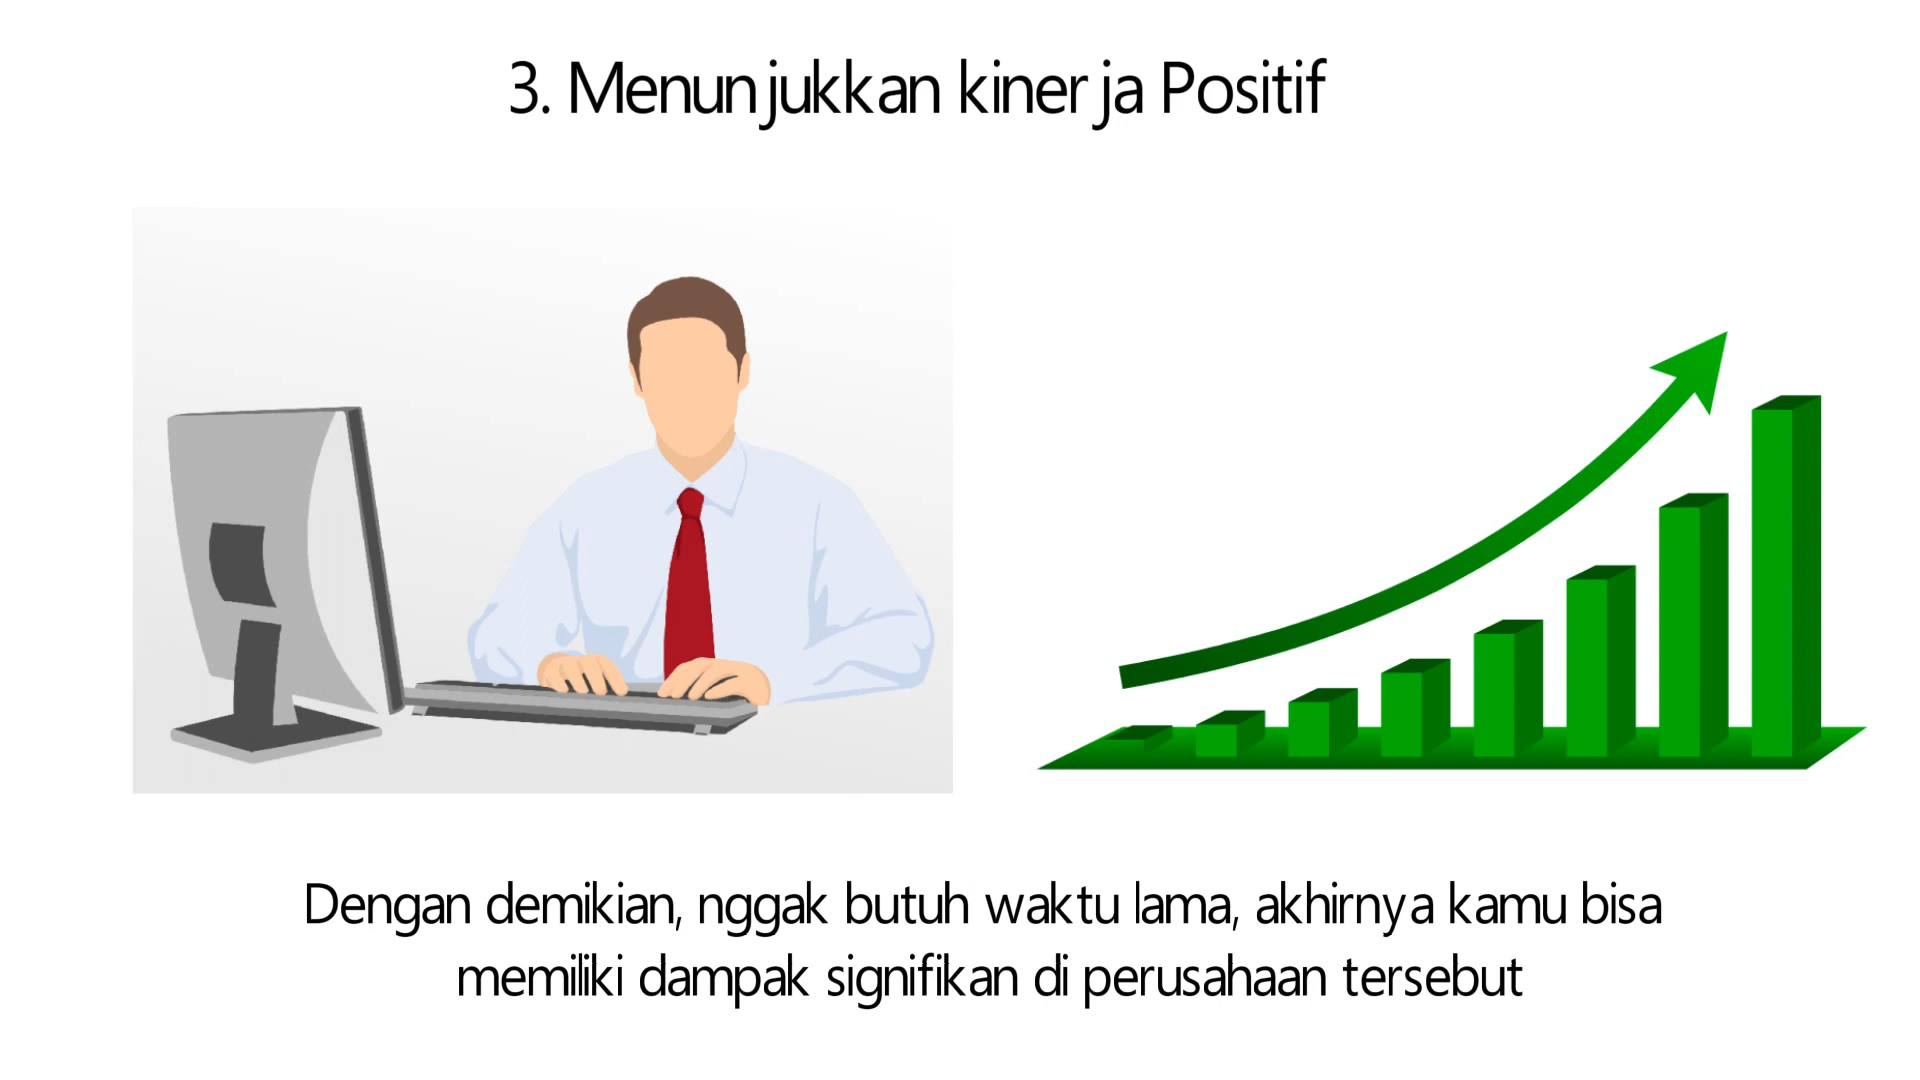 3. Menunjukkan kinerja Positif
Dengan demikian, nggak butuh waktu lama, akhirnya kamu bisa
memiliki dampak signifikan di perusahaan tersebut